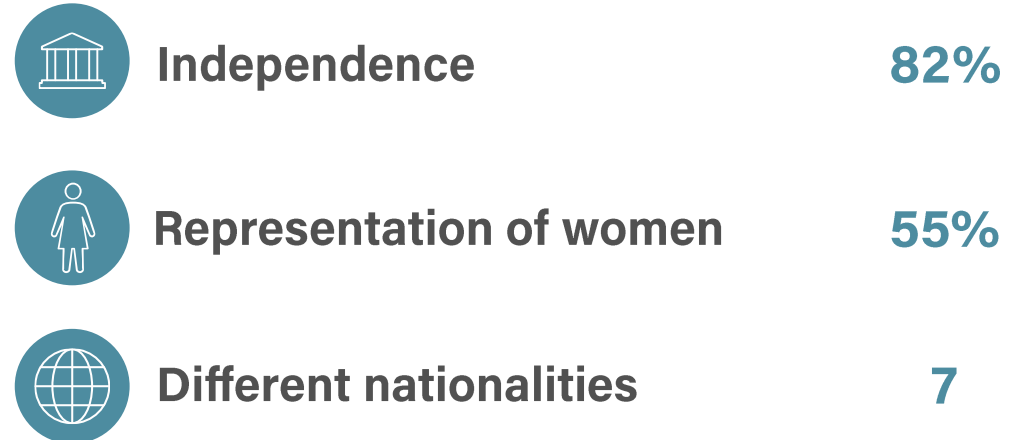 Independence 82%
Representation of women 55%
Different nationalities 7